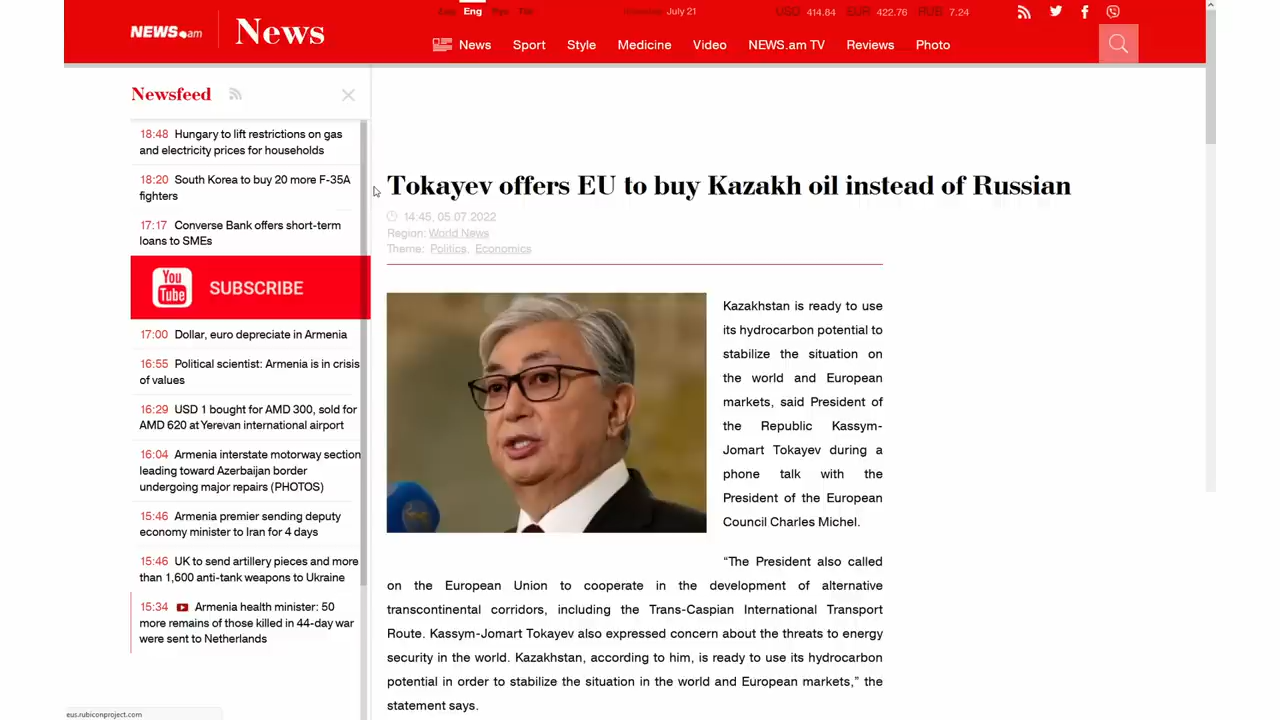 Eng
July 21
USD 414.84 EUR 422.76 RUB 7.24
NEWS.am
News
News Sport Style Medicine Video NEWS.am TV Reviews Photo
Newsfeed
18:48 Hungary to lift restrictions on gas
and electricity prices for households
18:20 South Korea to buy 20 more F-35A
fighters
17:17 Converse Bank offers short-term
loans to SMEs
You
Tube
SUBSCRIBE
17:00 Dollar, euro depreciate in Armenia
16:55 Political scientist: Armenia is in crisis
of values
16:29 USD 1 bought for AMD 300, sold for
AMD 620 at Yerevan international airport
16:04 Armenia interstate motorway section
leading toward Azerbaijan border
undergoing major repairs (PHOTOS)
15:46 Armenia premier sending deputy
economy minister to Iran for 4 days
15:46 UK to send artillery pieces and more
than 1,600 anti-tank weapons to Ukraine
15:34 Armenia health minister: 50
more remains of those killed in 44-day war
were sent to Netherlands
Tokayev offers EU to buy Kazakh oil instead of Russian
14:45, 05.07.2022
Region: World News
Theme: Politics, Economics
Kazakhstan is ready to use
its hydrocarbon potential to
stabilize the situation on
the world and European
markets, said President of
the Republic Kassym-
Jomart Tokayev during a
phone talk with the
President of the European
Council Charles Michel.
“The President also called
on the European Union to cooperate in the development of alternative
transcontinental corridors, including the Trans-Caspian International Transport
Route. Kassym-Jomart Tokayev also expressed concern about the threats to energy
security in the world. Kazakhstan, according to him, is ready to use its hydrocarbon
potential in order to stabilize the situation in the world and European markets,” the
statement says.
eus.rubiconproject.com